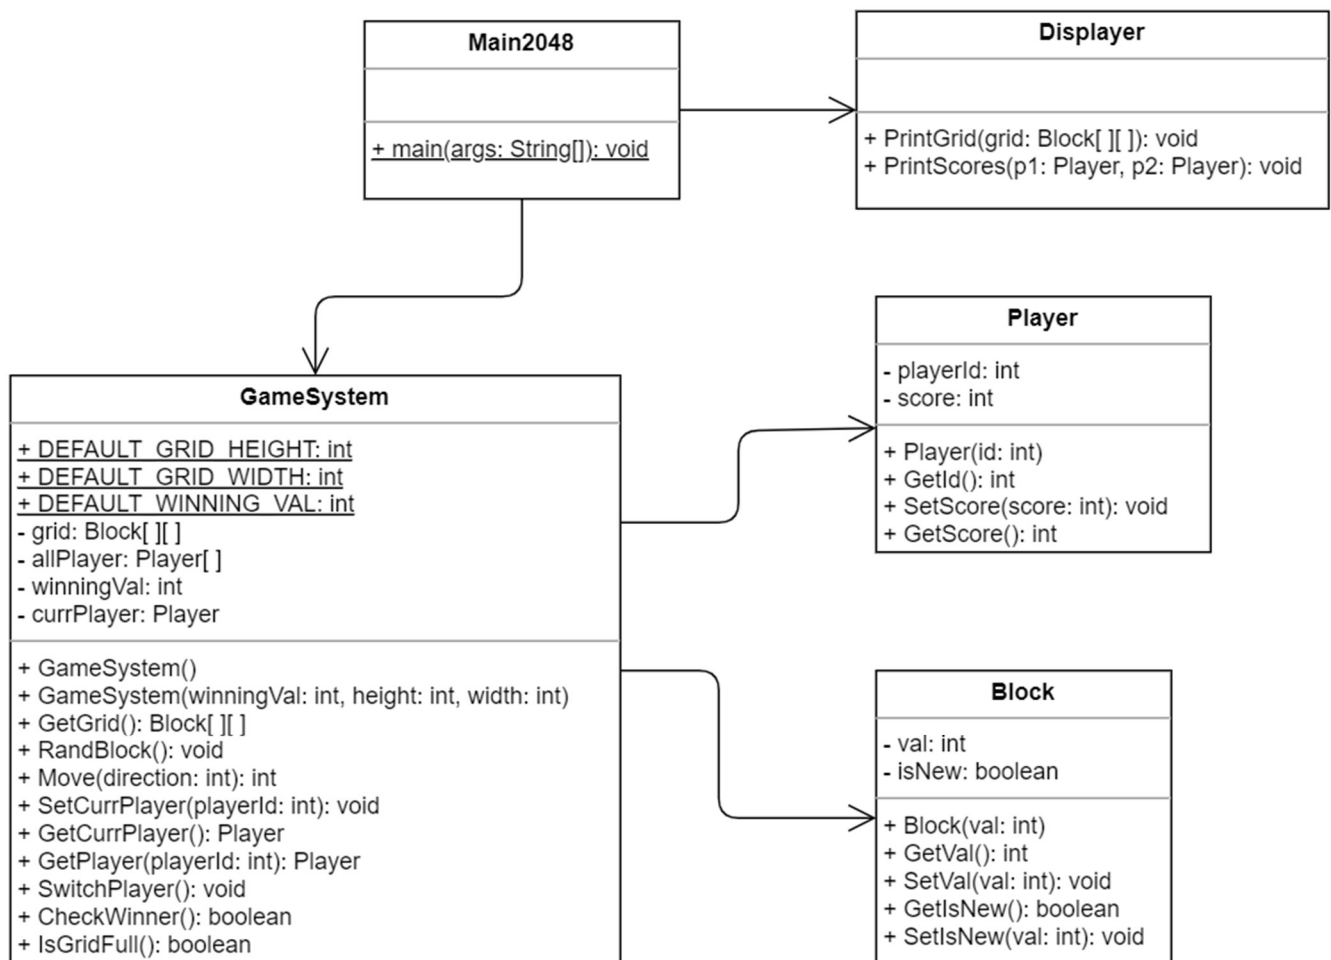 Main2048
+ main(args: String[]): void
Displayer
+ PrintGrid(grid: Block[ ][ ]): void
+ PrintScores(p1: Player, p2: Player): void
Player
- playerId: int
- score: int
+ Player(id: int)
+ GetId(): int
+ SetScore(score: int): void
+ GetScore(): int
GameSystem
+ DEFAULT_GRID_HEIGHT: int
+ DEFAULT_GRID_WIDTH: int
+ DEFAULT_WINNING_VAL: int
- grid: Block[ ][ ]
- allPlayer: Player[ ]
- winningVal: int
- currPlayer: Player
+ GameSystem()
+ GameSystem(winningVal: int, height: int, width: int)
+ GetGrid(): Block[ ][ ]
+ RandBlock(): void
+ Move(direction: int): int
+ SetCurrPlayer(playerId: int): void
+ GetCurrPlayer(): Player
+ GetPlayer(playerId: int): Player
+ SwitchPlayer(): void
+ CheckWinner(): boolean
+ IsGridFull(): boolean
Block
- val: int
- isNew: boolean
+ Block(val: int)
+ GetVal(): int
+ SetVal(val: int): void
+ GetIsNew(): boolean
+ SetIsNew(val: int): void